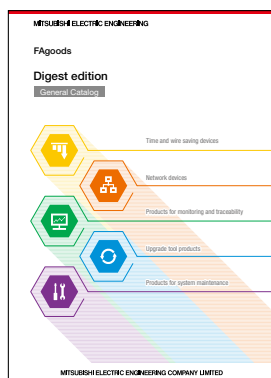 MITSUBISHI ELECTRIC ENGINEERING
FAgoods
Digest edition
General Catalog
Time and wire saving devices
Network devices
Products for monitoring and traceability
Upgrade tool products
Products for system maintenance
MITSUBISHI ELECTRIC ENGINEERING COMPANY LIMITED